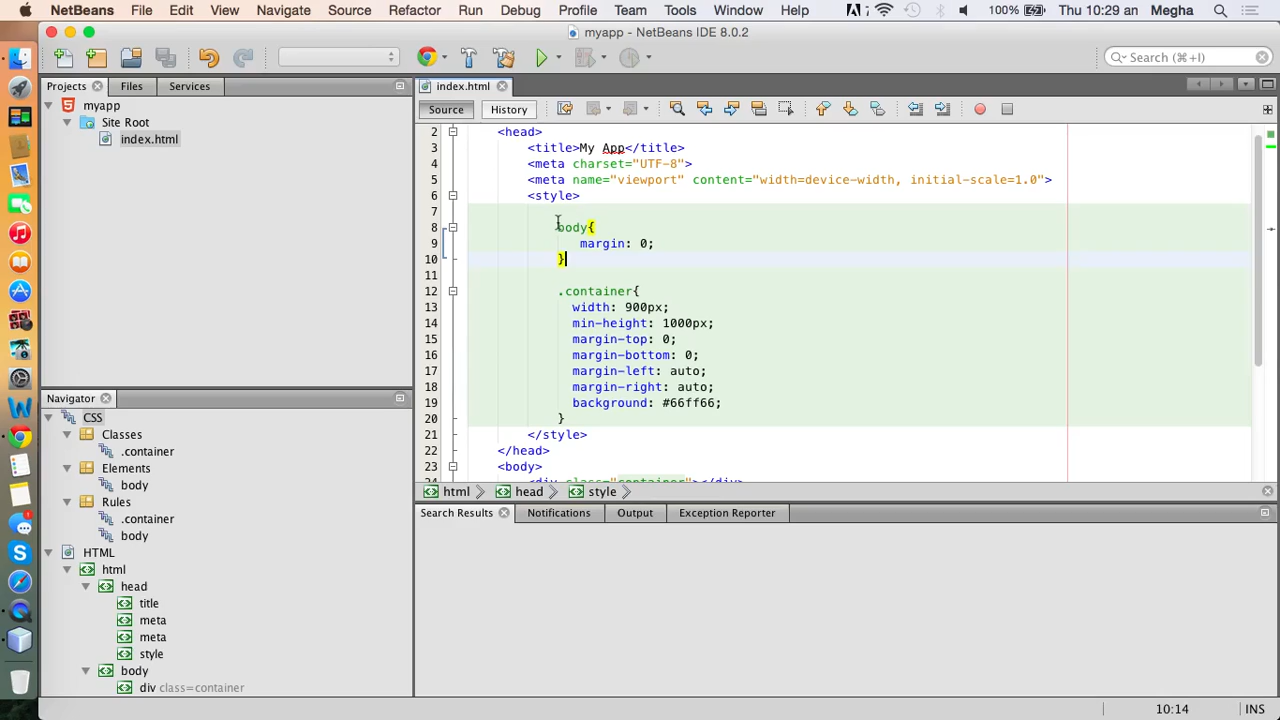 NetBeans File Edit View Navigate Source Refactor Run Debug Profile Team Tools Window Help 100% Thu 10:29 am Megha
myapp - NetBeans IDE 8.0.2
Search (⌘+I)
Projects Files Services
myapp
Site Root
index.html
index.html
Source History
2 <head>
3 <title>My App</title>
4 <meta charset="UTF-8">
5 <meta name="viewport" content="width=device-width, initial-scale=1.0">
6 <style>
7
8 body{
9 margin: 0;
10 }
11
12 .container{
13 width: 900px;
14 min-height: 1000px;
15 margin-top: 0;
16 margin-bottom: 0;
17 margin-left: auto;
18 margin-right: auto;
19 background: #66ff66;
20 }
21 </style>
22 </head>
23 <body>
24 <div class="container"></div>
html head style
Navigator
CSS
Classes
.container
Elements
body
Rules
.container
body
HTML
html
head
title
meta
meta
style
body
div class=container
Search Results Notifications Output Exception Reporter
10:14 INS